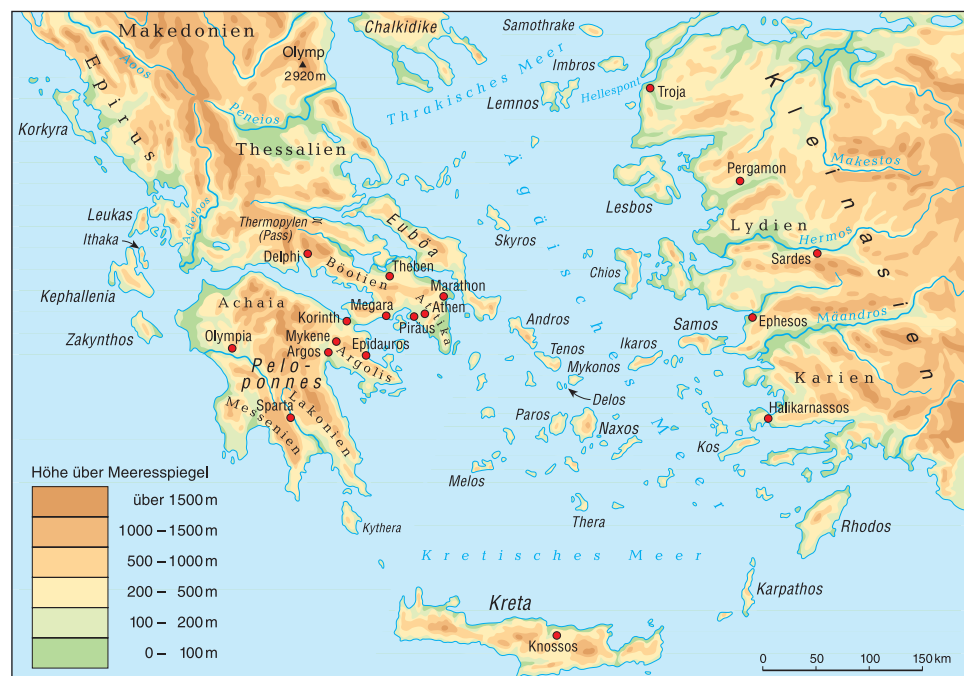 Makedonien
Olymp
2920 m
Chalkidike
Samothrake
Thrakisches Meer
Imbros
Lemnos
Hellespont
Troja
Aoos
Epirus
Peneios
Korkyra
Thessalien
Kleinasien
Makestos
Pergamon
Ägäisches Meer
Lesbos
Leukas
Acheloos
Thermopylen
(Pass)
Euböa
Skyros
Lydien
Hermos
Ithaka
Delphi
Böotien
Theben
Chios
Sardes
Kephallenia
Achaia
Megara
Marathon
Athen
Attika
Korinth
Piräus
Andros
Samos
Ephesos
Mäandros
Zakynthos
Olympia
Mykene
Epidauros
Argos
Argolis
Tenos
Ikaros
Mykonos
Pelo-
ponnes
Delos
Karien
Sparta
Lakonien
Messenien
Paros
Naxos
Halikarnassos
Kos
Melos
Höhe über Meeresspiegel
über 1500 m
1000 – 1500 m
500 – 1000 m
200 – 500 m
100 – 200 m
0 – 100 m
Kythera
Thera
Rhodos
Kretisches Meer
Karpathos
Kreta
Knossos
0 50 100 150 km